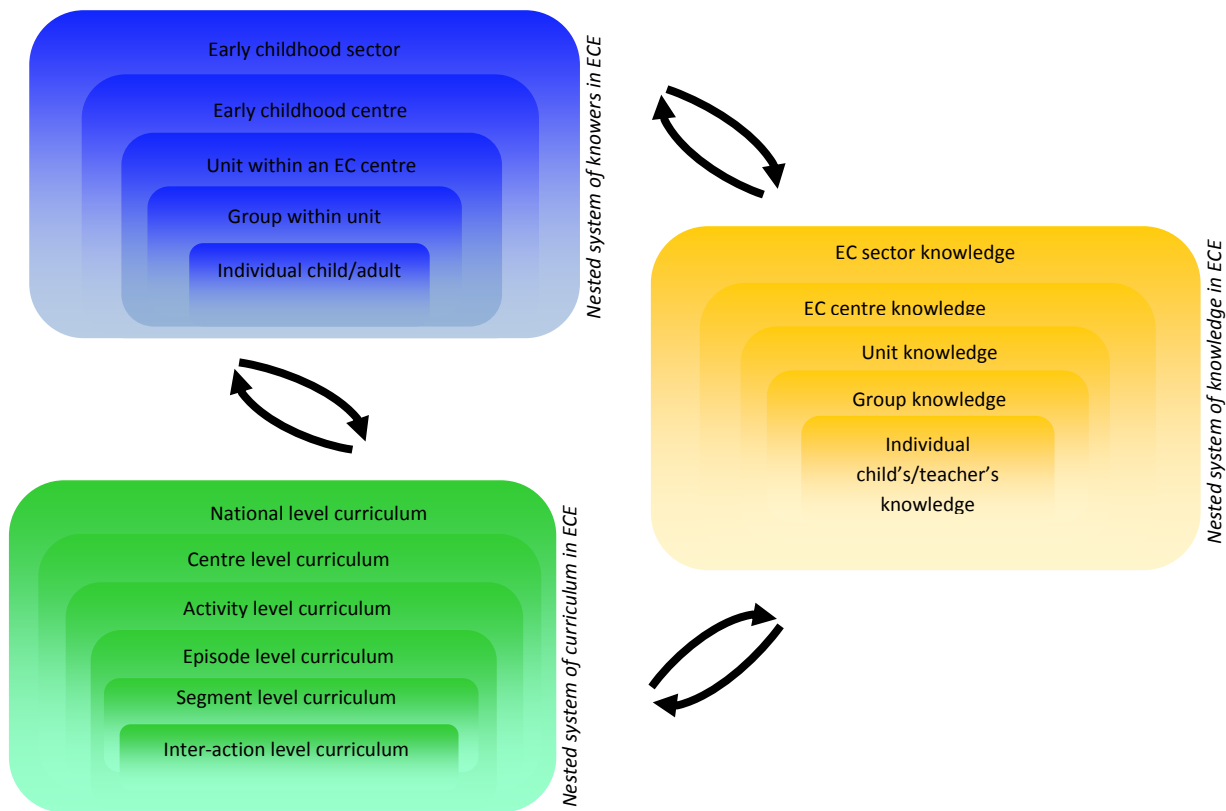 Early childhood sector
Early childhood centre
Unit within an EC centre
Group within unit
Individual child/adult
Nested system of knowers in ECE
EC sector knowledge
EC centre knowledge
Unit knowledge
Group knowledge
Individual
child’s/teacher’s
knowledge
Nested system of knowledge in ECE
National level curriculum
Centre level curriculum
Activity level curriculum
Episode level curriculum
Segment level curriculum
Inter-action level curriculum
Nested system of curriculum in ECE